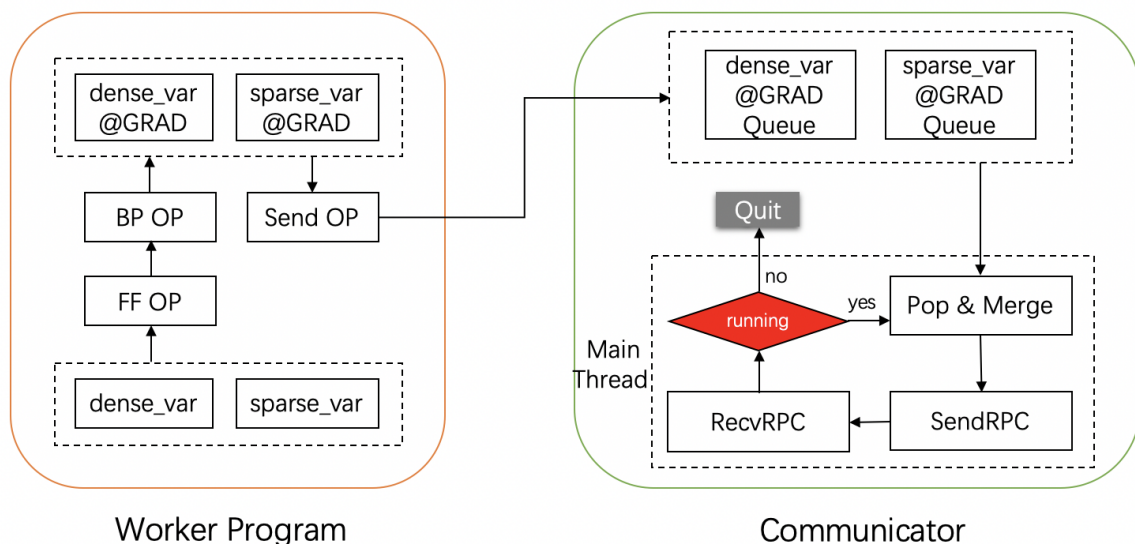 dense_var
@GRAD
sparse_var
@GRAD
BP OP
Send OP
FF OP
dense_var
sparse_var
Worker Program
dense_var
@GRAD
Queue
sparse_var
@GRAD
Queue
Quit
no
running
yes
Pop & Merge
Main
Thread
RecvRPC
SendRPC
Communicator